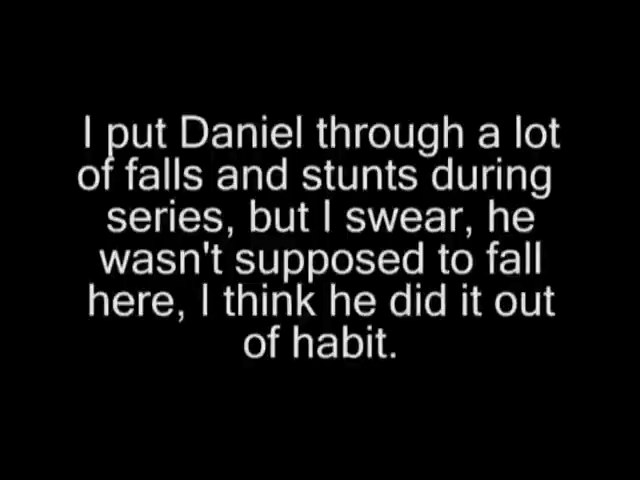 I put Daniel through a lot
of falls and stunts during
series, but I swear, he
wasn't supposed to fall
here, I think he did it out
of habit.